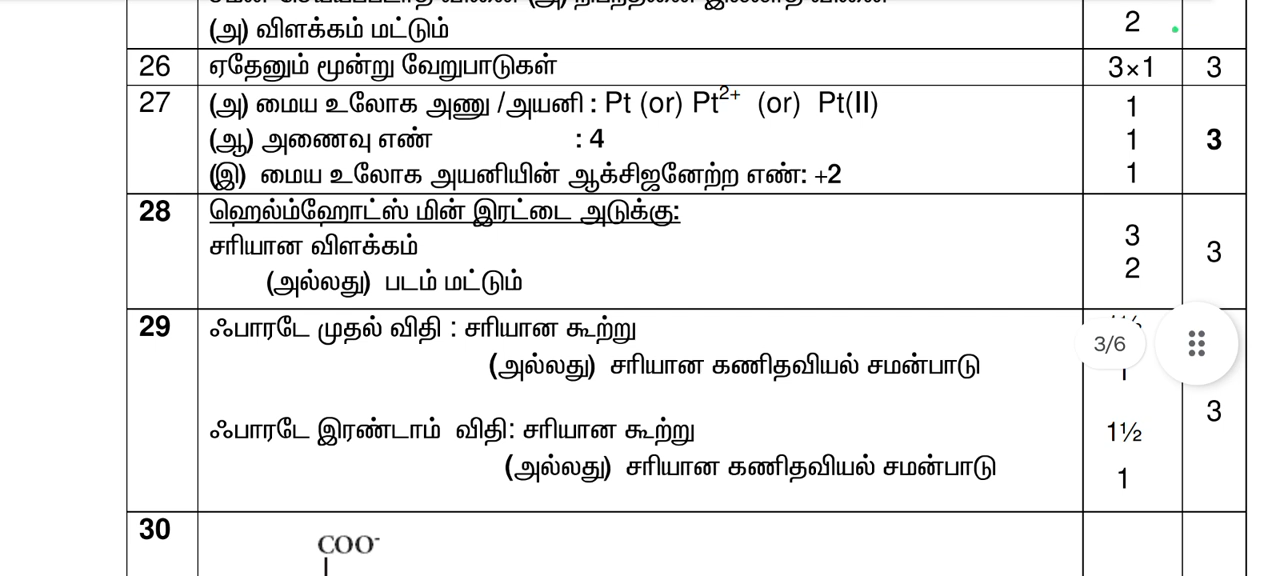 (அ) விளக்கம் மட்டும் 2
26 ஏதேனும் மூன்று வேறுபாடுகள் 3×1 3
27 (அ) மைய உலோக அணு /அயனி : Pt (or) Pt²⁺ (or) Pt(II) 1
(ஆ) அணைவு எண் : 4 1 3
(இ) மைய உலோக அயனியின் ஆக்சிஜனேற்ற எண்: +2 1
28 ஹெல்ம்ஹோட்ஸ் மின் இரட்டை அடுக்கு:
சரியான விளக்கம் 3 3
(அல்லது) படம் மட்டும் 2
29 ஃபாரடே முதல் விதி : சரியான கூற்று
3/6
(அல்லது) சரியான கணிதவியல் சமன்பாடு 1
3
ஃபாரடே இரண்டாம் விதி: சரியான கூற்று 1½
(அல்லது) சரியான கணிதவியல் சமன்பாடு 1
30
COO⁻